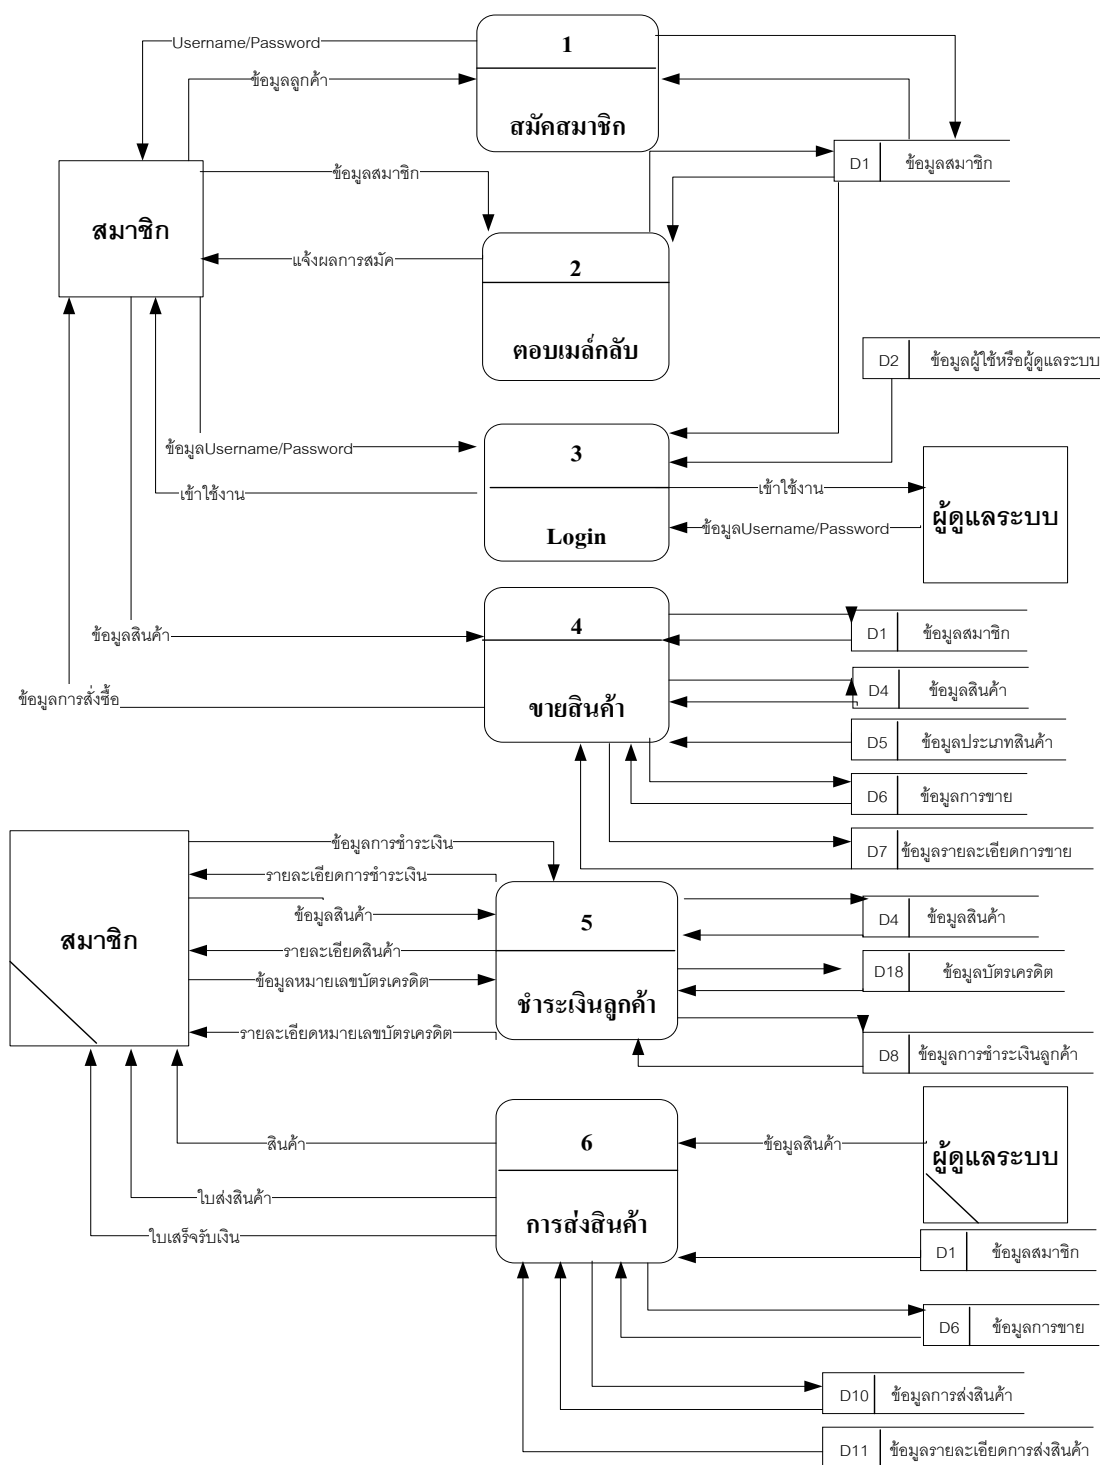 Username/Password
1
ข้อมูลลูกค้า
สมัคสมาชิก
D1 ข้อมูลสมาชิก
ข้อมูลสมาชิก
สมาชิก
แจ้งผลการสมัค
2
ตอบเมล์กลับ
D2 ข้อมูลผู้ใช้หรือผู้ดูแลระบบ
ข้อมูลUsername/Password
3
เข้าใช้งาน
เข้าใช้งาน
ผู้ดูแลระบบ
ข้อมูลUsername/Password
Login
ข้อมูลสินค้า
4
D1 ข้อมูลสมาชิก
ข้อมูลการสั่งซื้อ
ขายสินค้า
D4 ข้อมูลสินค้า
D5 ข้อมูลประเภทสินค้า
D6 ข้อมูลการขาย
D7 ข้อมูลรายละเอียดการขาย
ข้อมูลการชำระเงิน
รายละเอียดการชำระเงิน
ข้อมูลสินค้า
5
D4 ข้อมูลสินค้า
สมาชิก
รายละเอียดสินค้า
ข้อมูลหมายเลขบัตรเครดิต
D18 ข้อมูลบัตรเครดิต
ชำระเงินลูกค้า
รายละเอียดหมายเลขบัตรเครดิต
D8 ข้อมูลการชำระเงินลูกค้า
สินค้า
6
ข้อมูลสินค้า
ผู้ดูแลระบบ
ใบส่งสินค้า
การส่งสินค้า
ใบเสร็จรับเงิน
D1 ข้อมูลสมาชิก
D6 ข้อมูลการขาย
D10 ข้อมูลการส่งสินค้า
D11 ข้อมูลรายละเอียดการส่งสินค้า